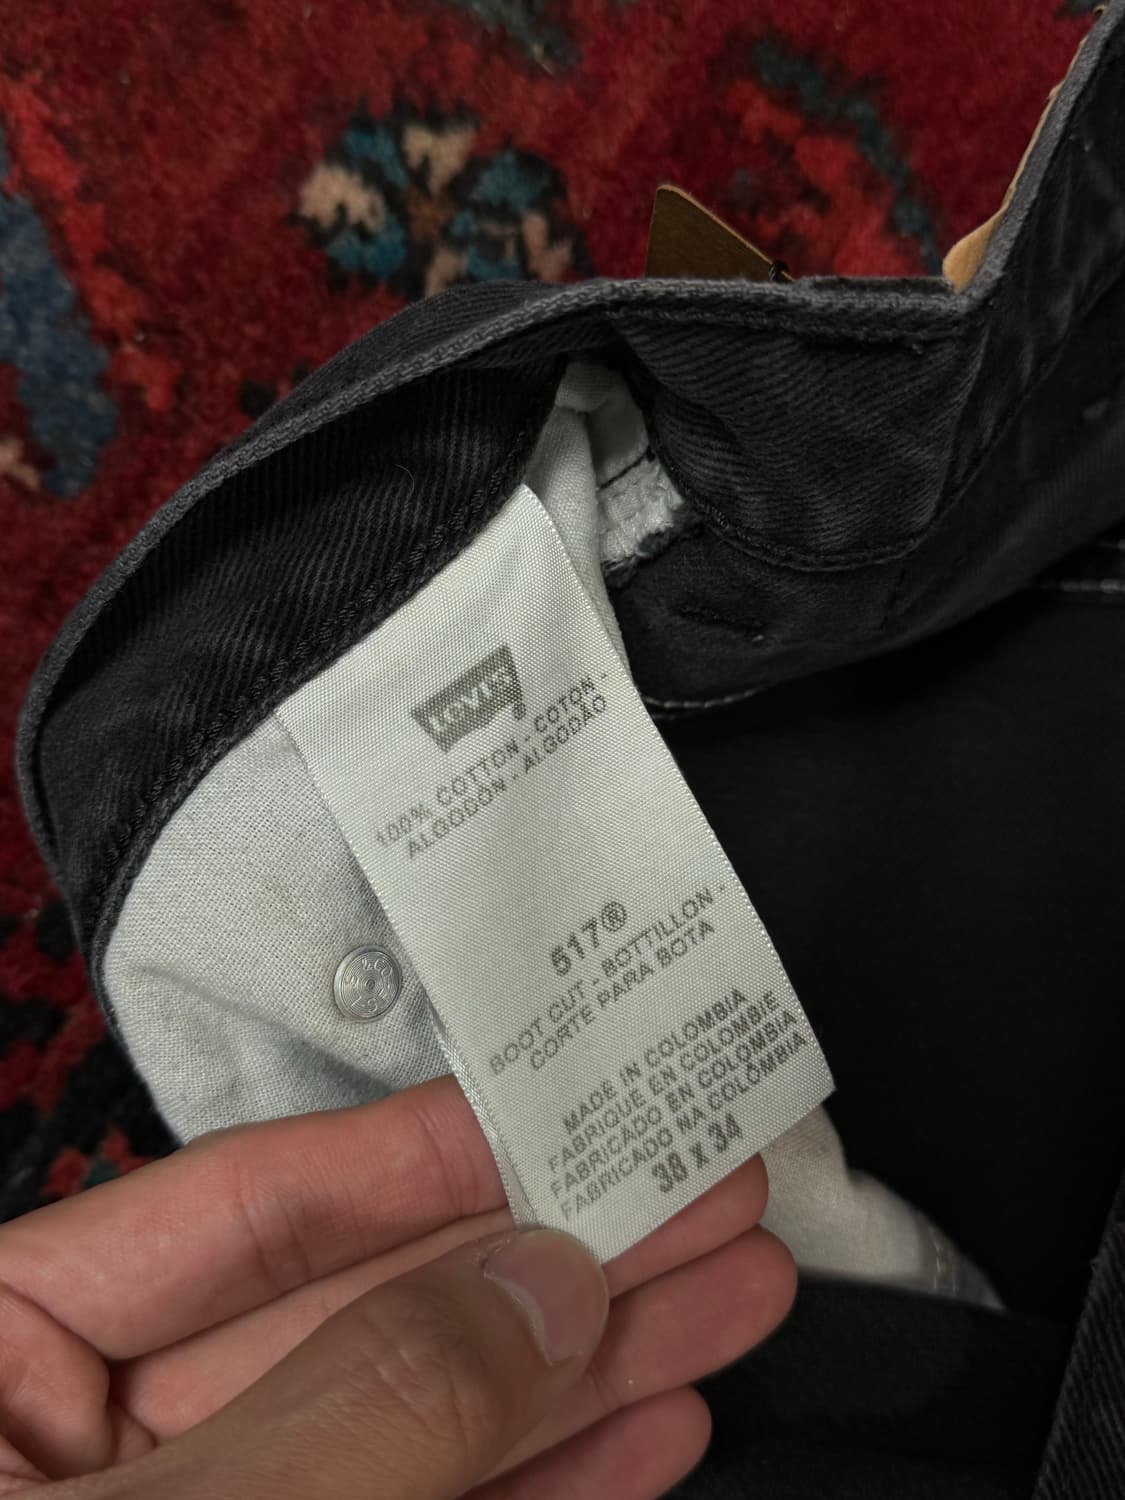 LEVI'S®
100% COTTON - COTON -
ALGODÓN - ALGODÃO
517®
BOOT CUT - BOTTILLON -
CORTE PARA BOTA
MADE IN COLOMBIA
FABRIQUE EN COLOMBIE
FABRICADO EN COLOMBIA
FABRICADO NA COLÔMBIA
38 X 34